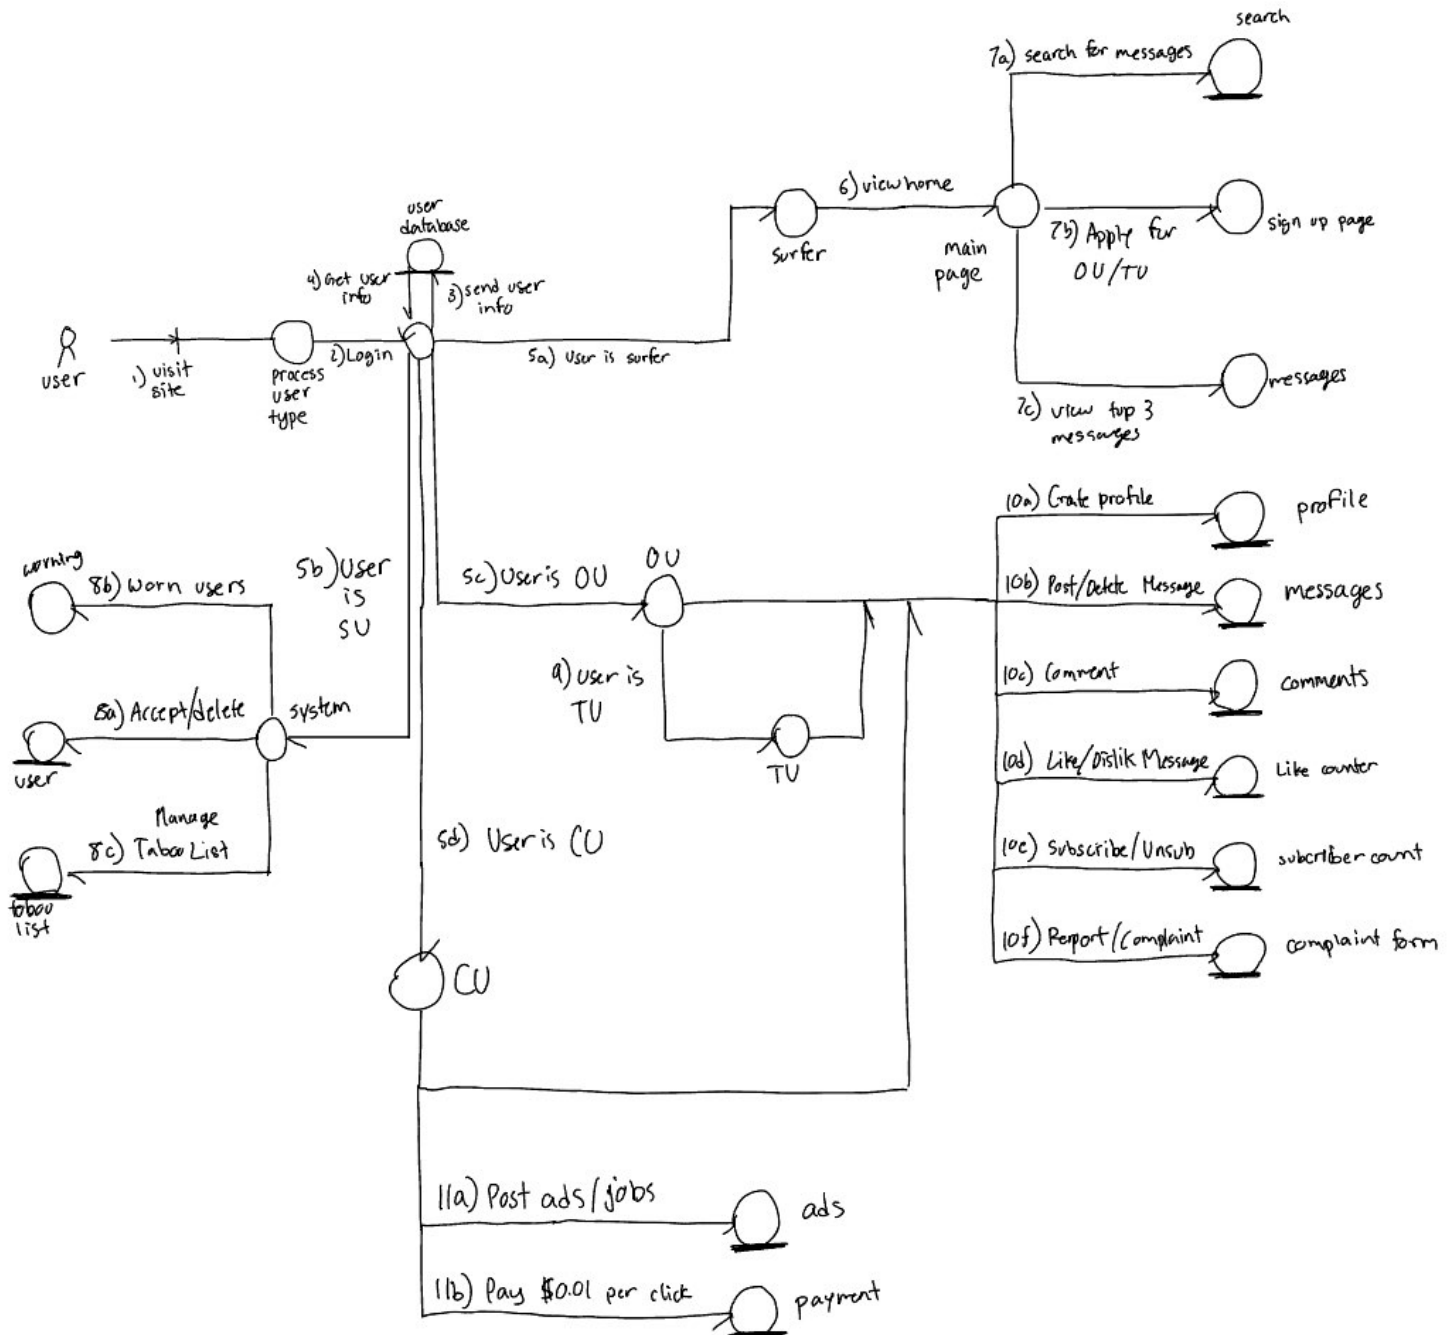 search
7a) search for messages
6) view home
surfer
main
page
7b) Apply for
OU/TU
sign up page
7c) view top 3
messages
messages
user
database
4) Get user
info
3) send user
info
user
1) visit
site
process
user
type
2) Login
5a) User is surfer
warning
8b) Warn users
5b) User
is
SU
8a) Accept/delete
system
user
Manage
8c) Taboo List
tabou
list
5c) User is OU
OU
9) user is
TU
TU
10a) Crate profile
profile
10b) Post/Delete Message
messages
10c) Comment
comments
10d) Like/Dislik Message
Like counter
10e) Subscribe/Unsub
subcriber count
10f) Report/Complaint
complaint form
5d) User is CU
CU
11a) Post ads/jobs
ads
11b) Pay $0.01 per click
payment